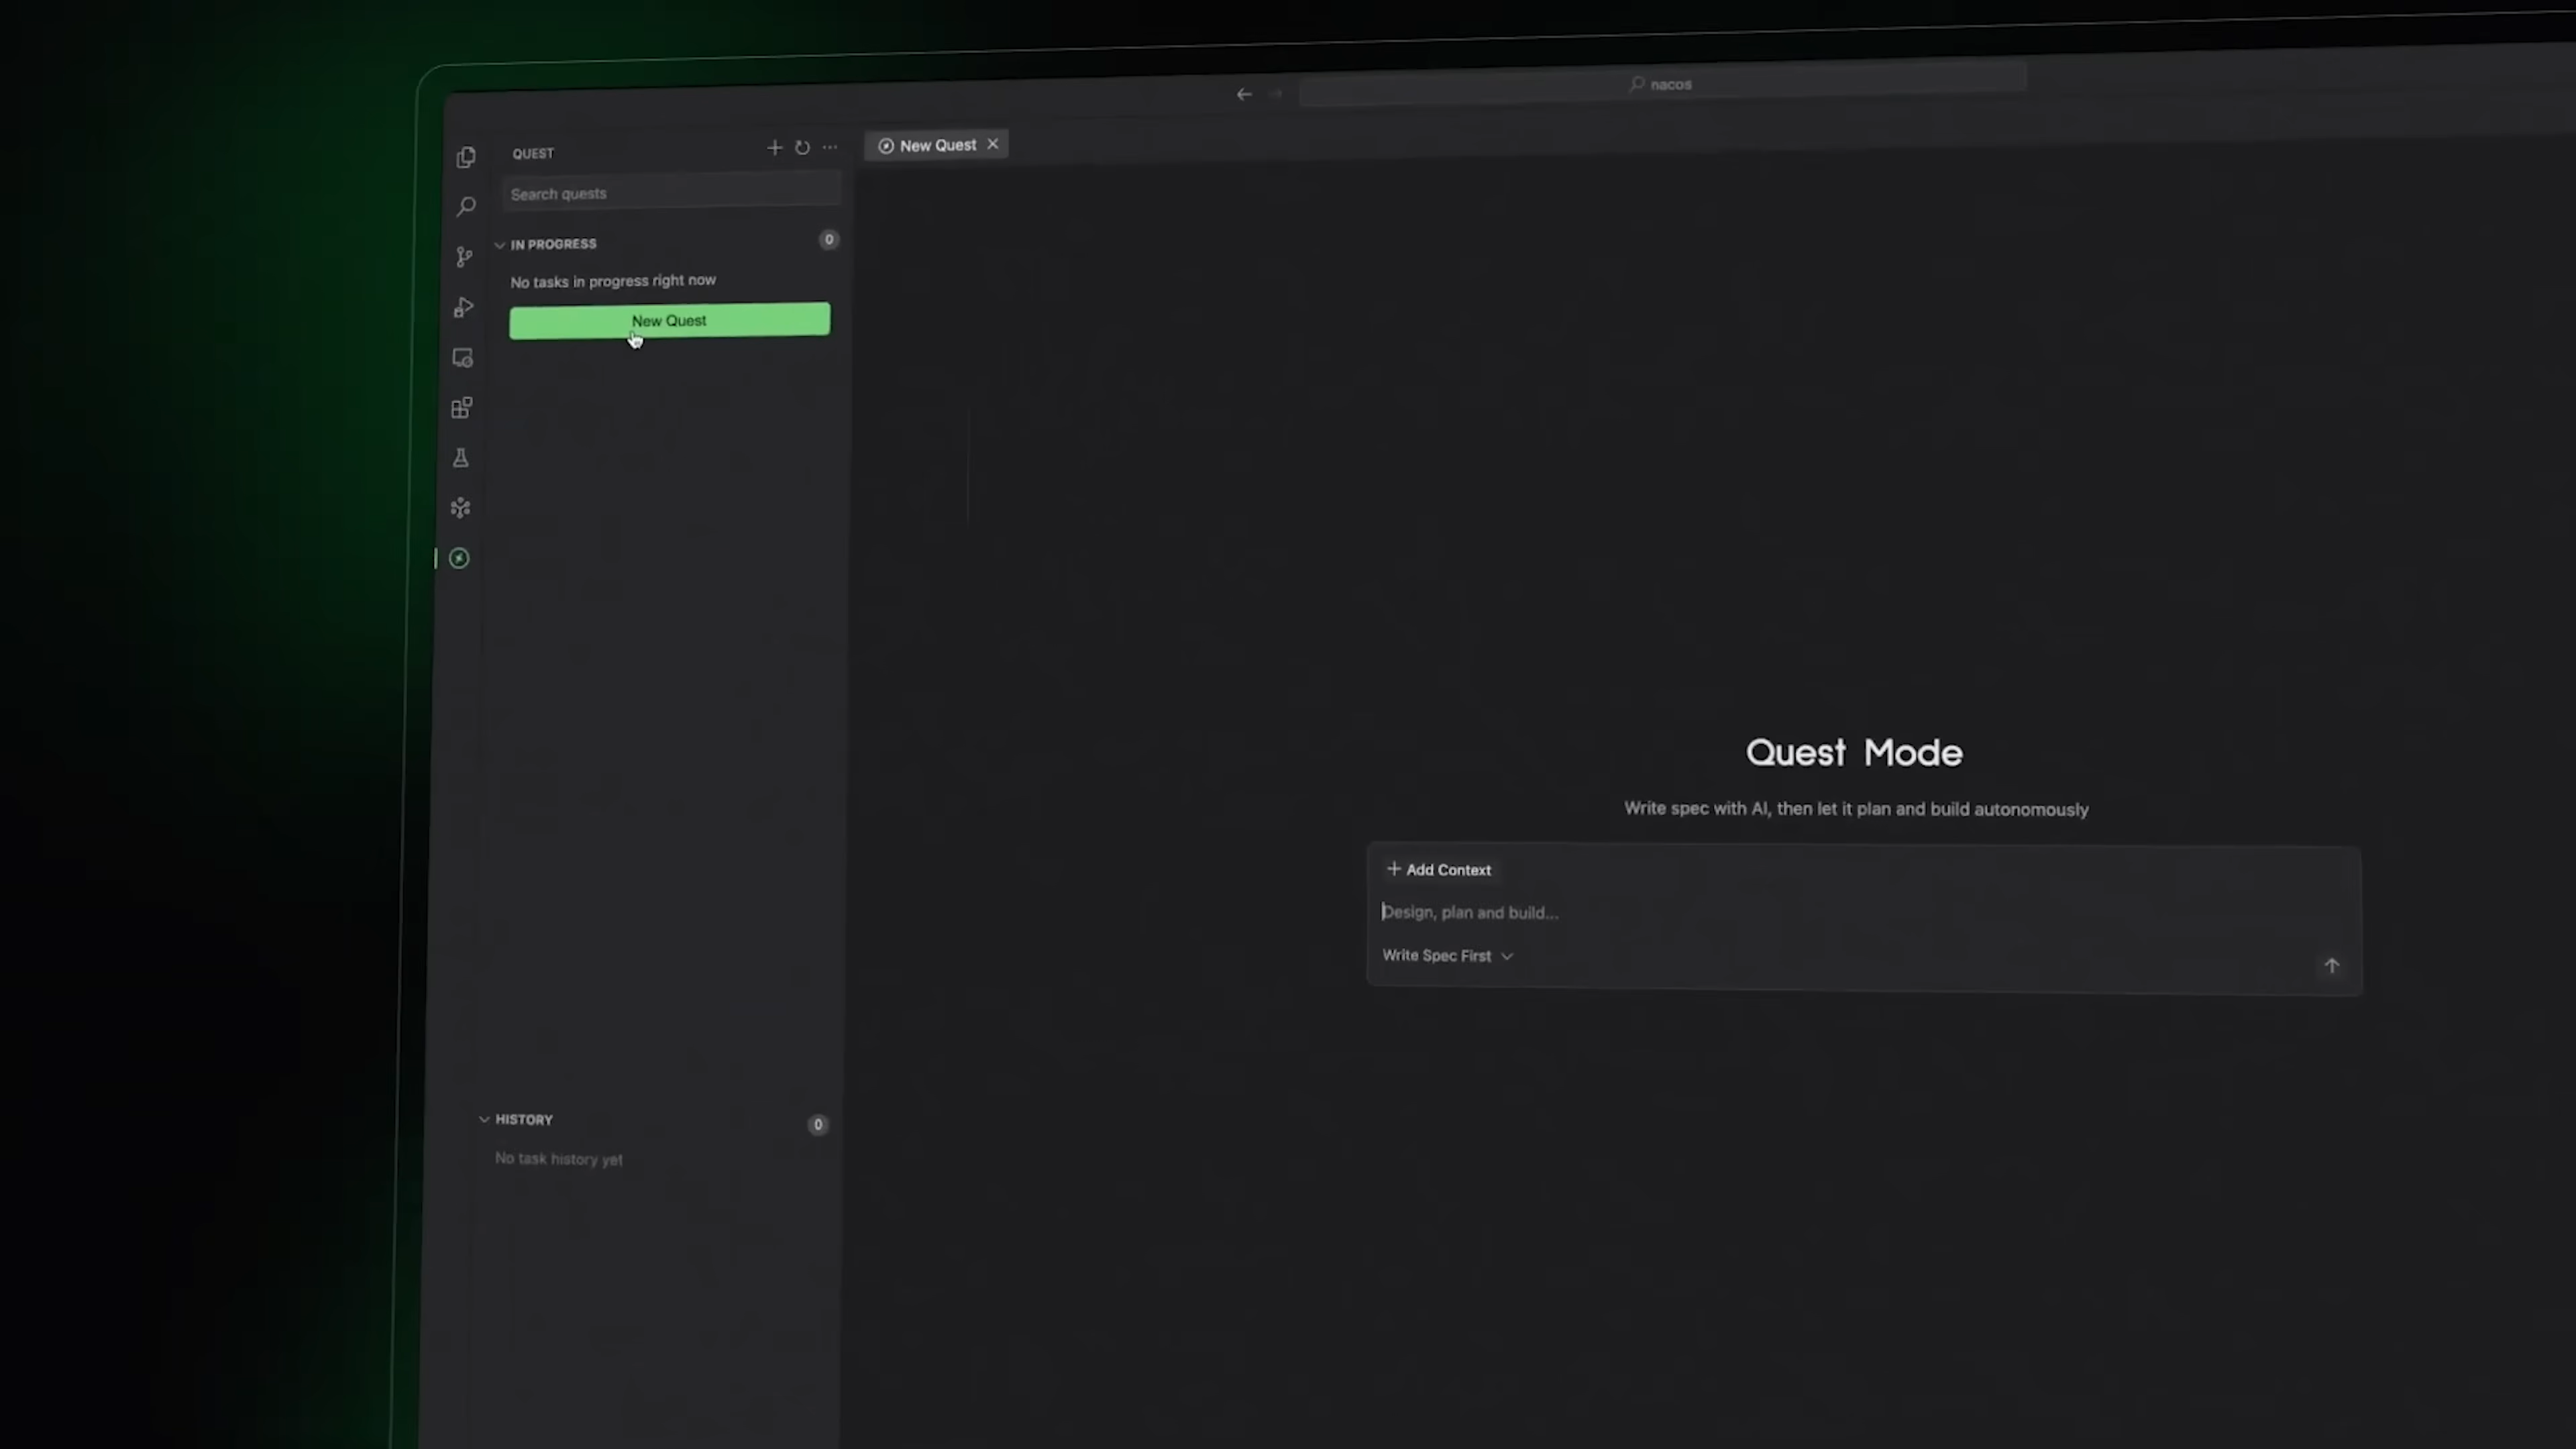 nacos
QUEST
New Quest
Search quests
IN PROGRESS
0
No tasks in progress right now
New Quest
Quest Mode
Write spec with AI, then let it plan and build autonomously
Add Context
Design, plan and build...
Write Spec First
HISTORY
0
No task history yet